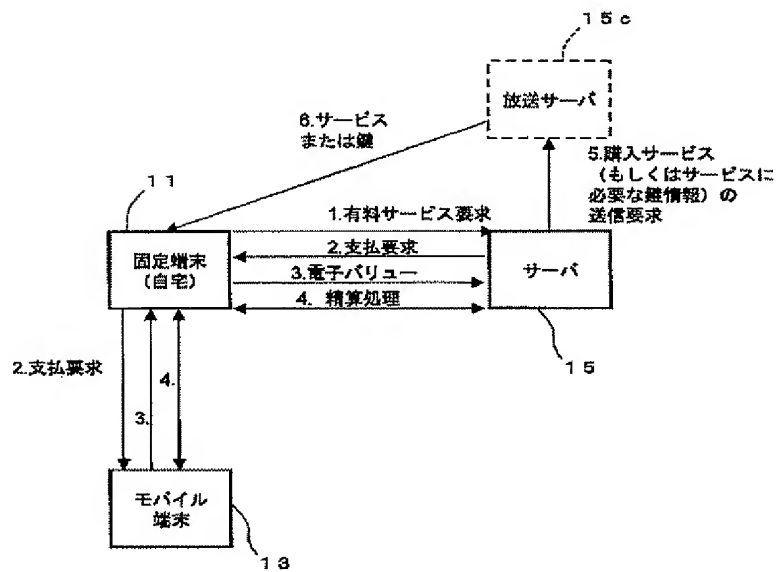 15c
放送サーバ
6.サービス
または鍵
5.購入サービス
(もしくはサービスに
必要な鍵情報)の
送信要求
11
1.有料サービス要求
固定端末
(自宅)
2.支払要求
3.電子バリュー
4. 精算処理
サーバ
15
2.支払要求
3.
4.
モバイル
端末
13